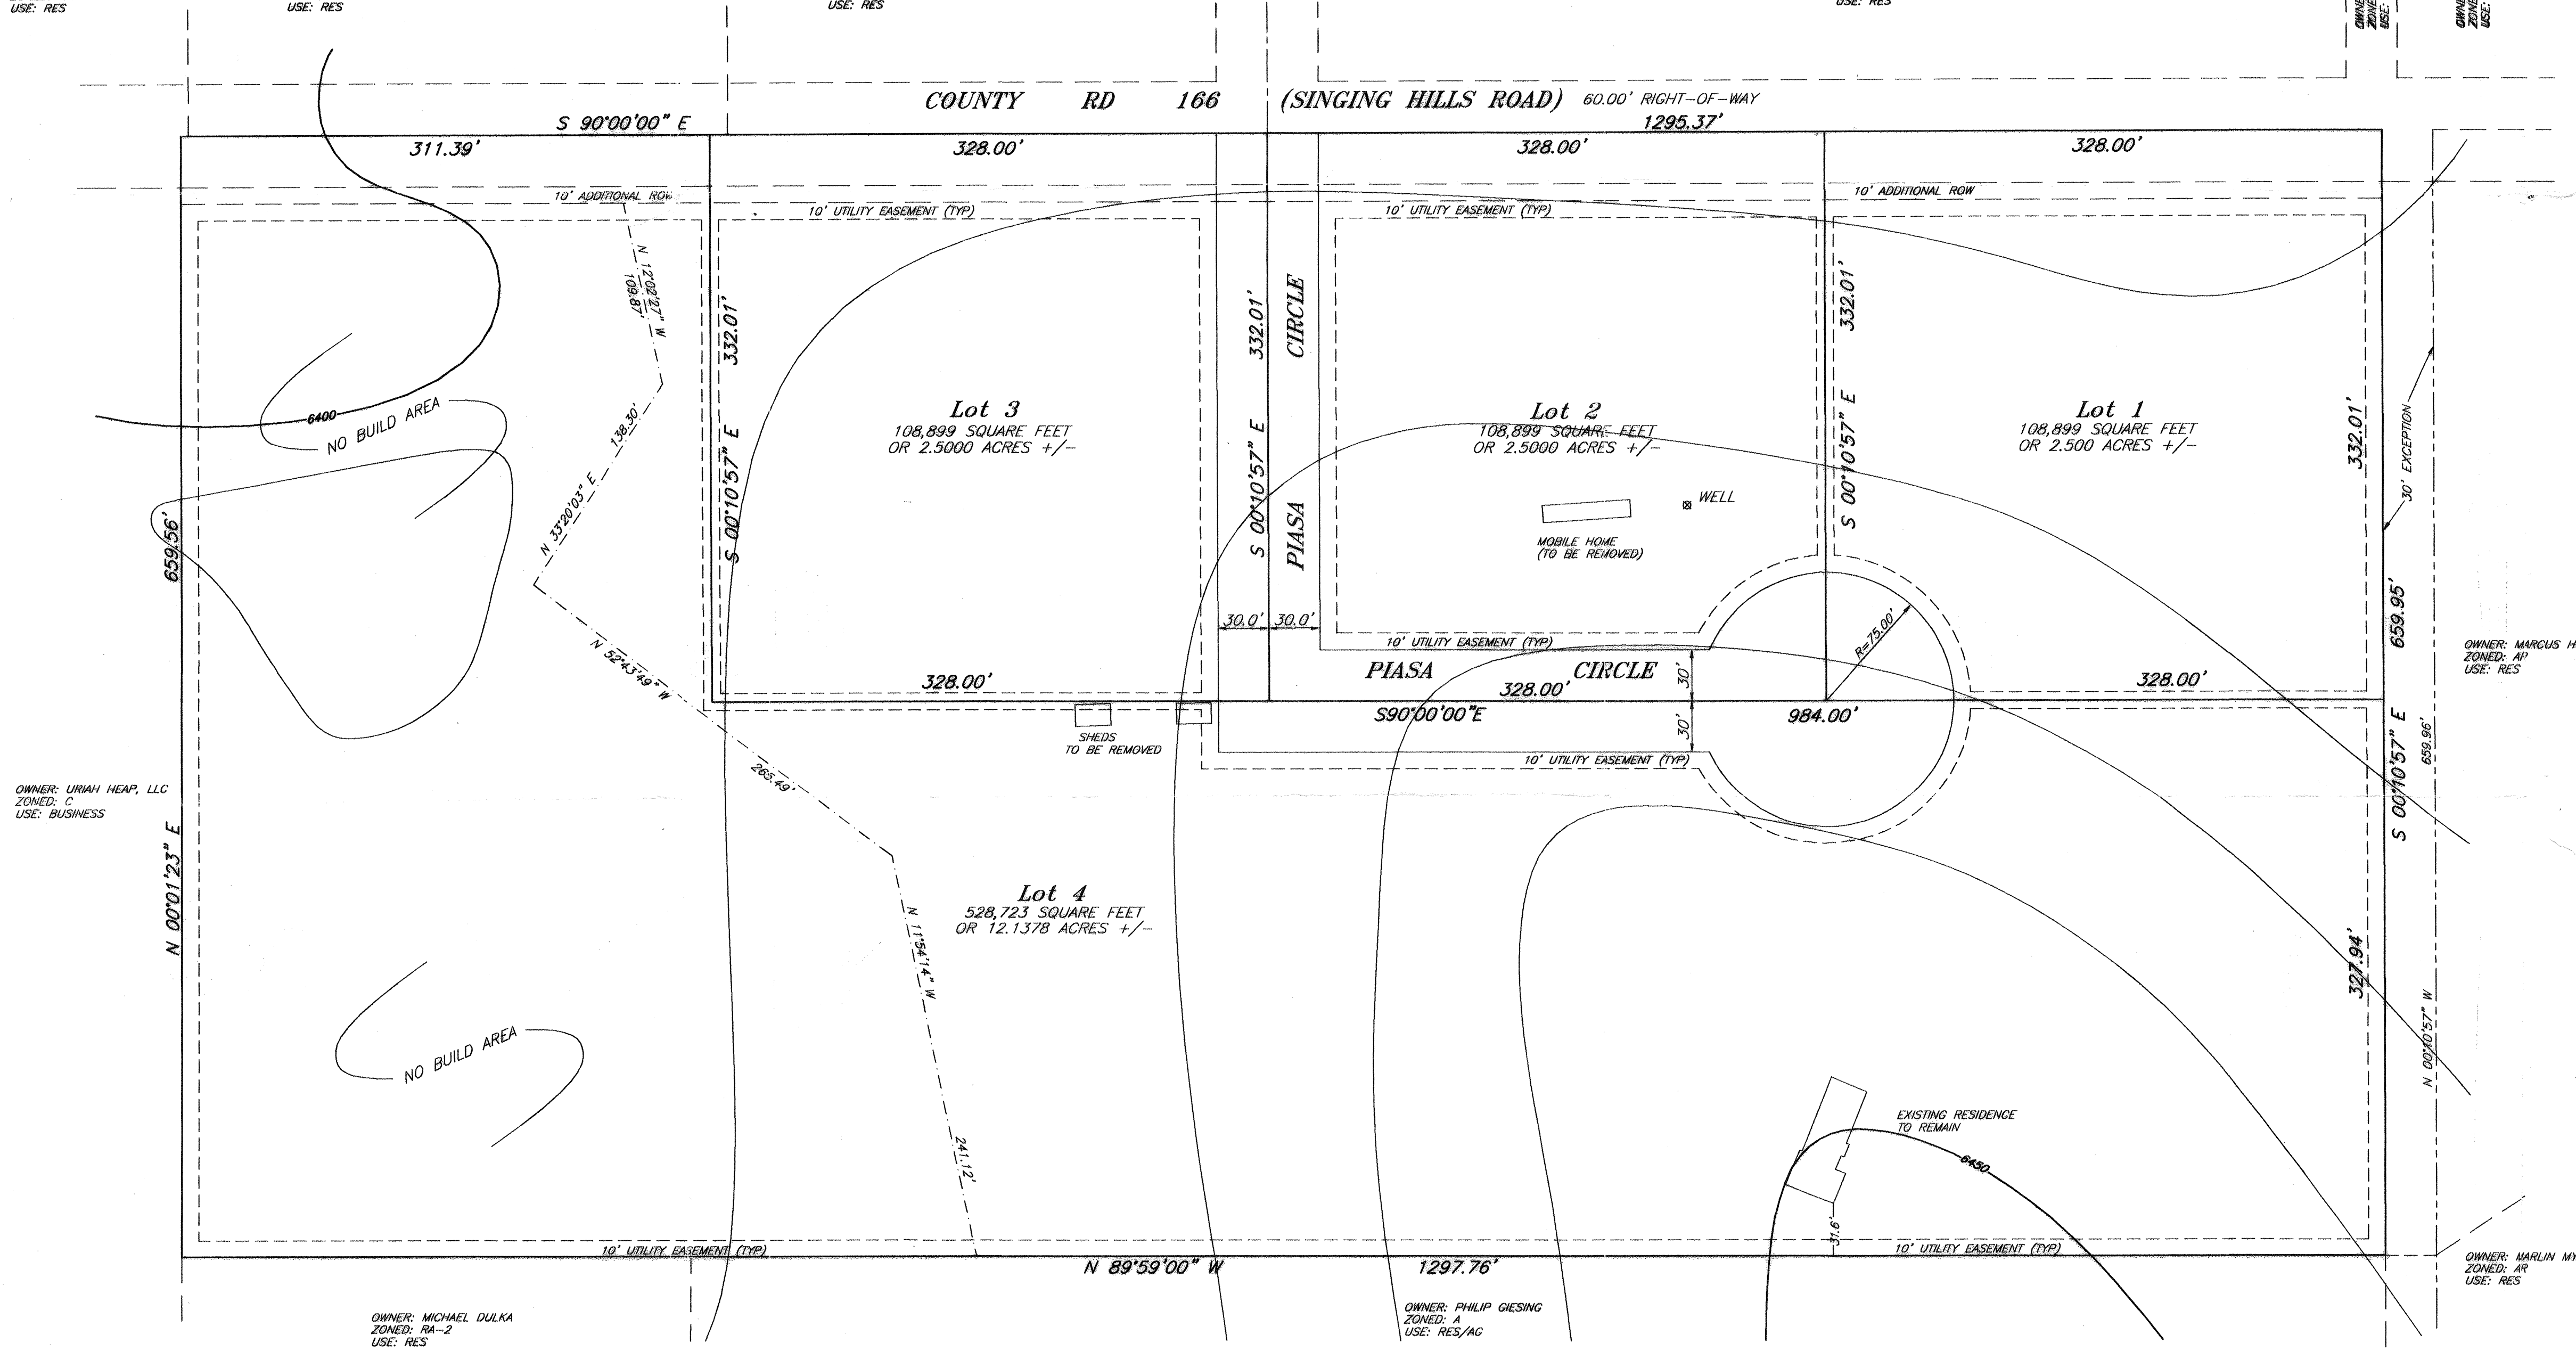 USE: RES
USE: RES
USE: RES
USE: RES
ZONE
USE:
ZONE
USE:
COUNTY RD 166 (SINGING HILLS ROAD) 60.00' RIGHT-OF-WAY
S 90°00'00" E
1295.37'
311.39'
328.00'
328.00'
328.00'
10' ADDITIONAL ROW
10' ADDITIONAL ROW
10' UTILITY EASEMENT (TYP)
10' UTILITY EASEMENT (TYP)
N 12°02'27" W
109.87'
332.01'
S 00°10'57" E
332.01'
S 00°10'57" E
PIASA CIRCLE
332.01'
S 00°10'57" E
332.01'
30' EXCEPTION
6400
NO BUILD AREA
138.30'
N 33°20'03" E
Lot 3
108,899 SQUARE FEET
OR 2.5000 ACRES +/-
Lot 2
108,899 SQUARE FEET
OR 2.5000 ACRES +/-
Lot 1
108,899 SQUARE FEET
OR 2.500 ACRES +/-
WELL
MOBILE HOME
(TO BE REMOVED)
659.56'
N 00°01'23" E
N 52°43'49" W
265.49'
30.0' 30.0'
10' UTILITY EASEMENT (TYP)
R=75.00'
PIASA CIRCLE
30'
30'
328.00'
328.00'
328.00'
S90°00'00"E
984.00'
SHEDS
TO BE REMOVED
10' UTILITY EASEMENT (TYP)
659.95'
S 00°10'57" E
659.96'
N 00°10'57" W
OWNER: MARCUS H
ZONED: AR
USE: RES
OWNER: URIAH HEAP, LLC
ZONED: C
USE: BUSINESS
Lot 4
528,723 SQUARE FEET
OR 12.1378 ACRES +/-
N 11°54'14" W
241.12'
327.94'
NO BUILD AREA
EXISTING RESIDENCE
TO REMAIN
6450
31.6'
10' UTILITY EASEMENT (TYP)
10' UTILITY EASEMENT (TYP)
N 89°59'00" W
1297.76'
OWNER: MARLIN MY
ZONED: AR
USE: RES
OWNER: MICHAEL DULKA
ZONED: RA-2
USE: RES
OWNER: PHILIP GIESING
ZONED: A
USE: RES/AG